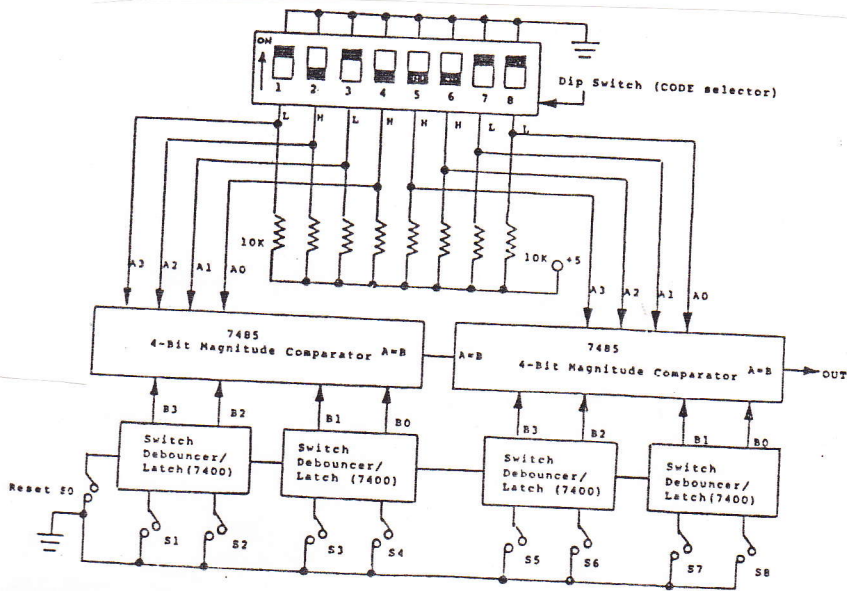 ON
1 2 3 4 5 6 7 8
Dip Switch (CODE selector)
L H L H H H L L
10K
10K
+5
A3 A2 A1 A0
A3 A2 A1 A0
7485
4-Bit Magnitude Comparator A=B
A=B
7485
4-Bit Magnitude Comparator A=B
OUT
B3 B2 B1 B0
B3 B2 B1 B0
Switch
Debouncer/
Latch(7400)
Switch
Debouncer/
Latch (7400)
Switch
Debouncer/
Latch (7400)
Switch
Debouncer/
Latch(7400)
Reset S0
S1 S2 S3 S4 S5 S6 S7 S8